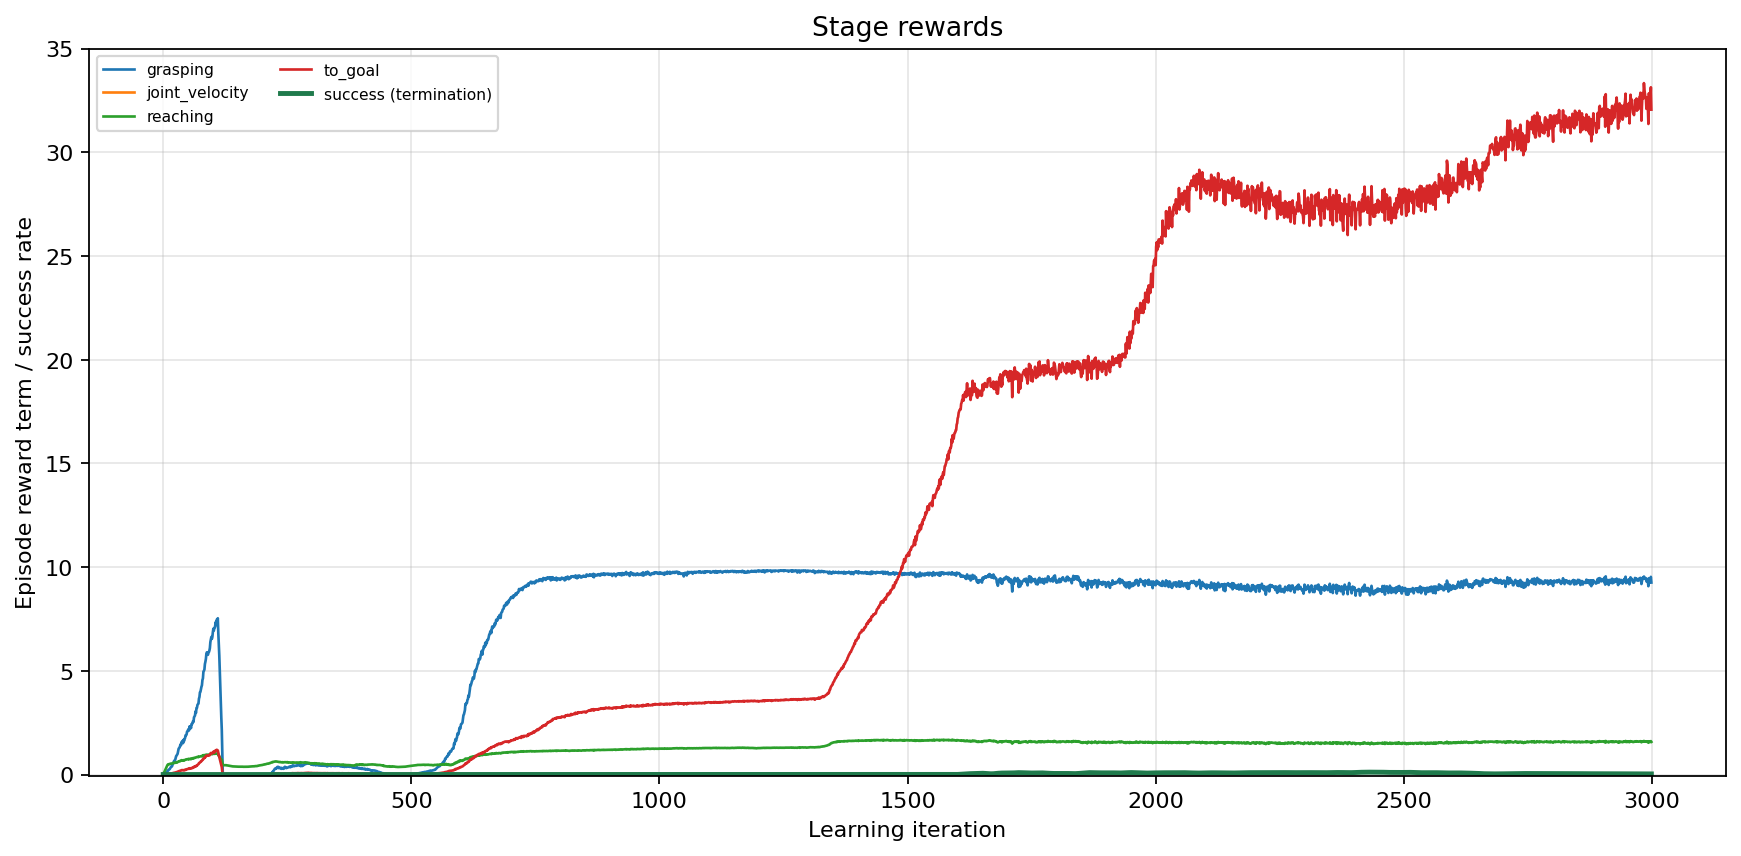 Stage rewards
grasping
joint_velocity
reaching
to_goal
success (termination)
Episode reward term / success rate
35
30
25
20
15
10
5
0
0 500 1000 1500 2000 2500 3000
Learning iteration